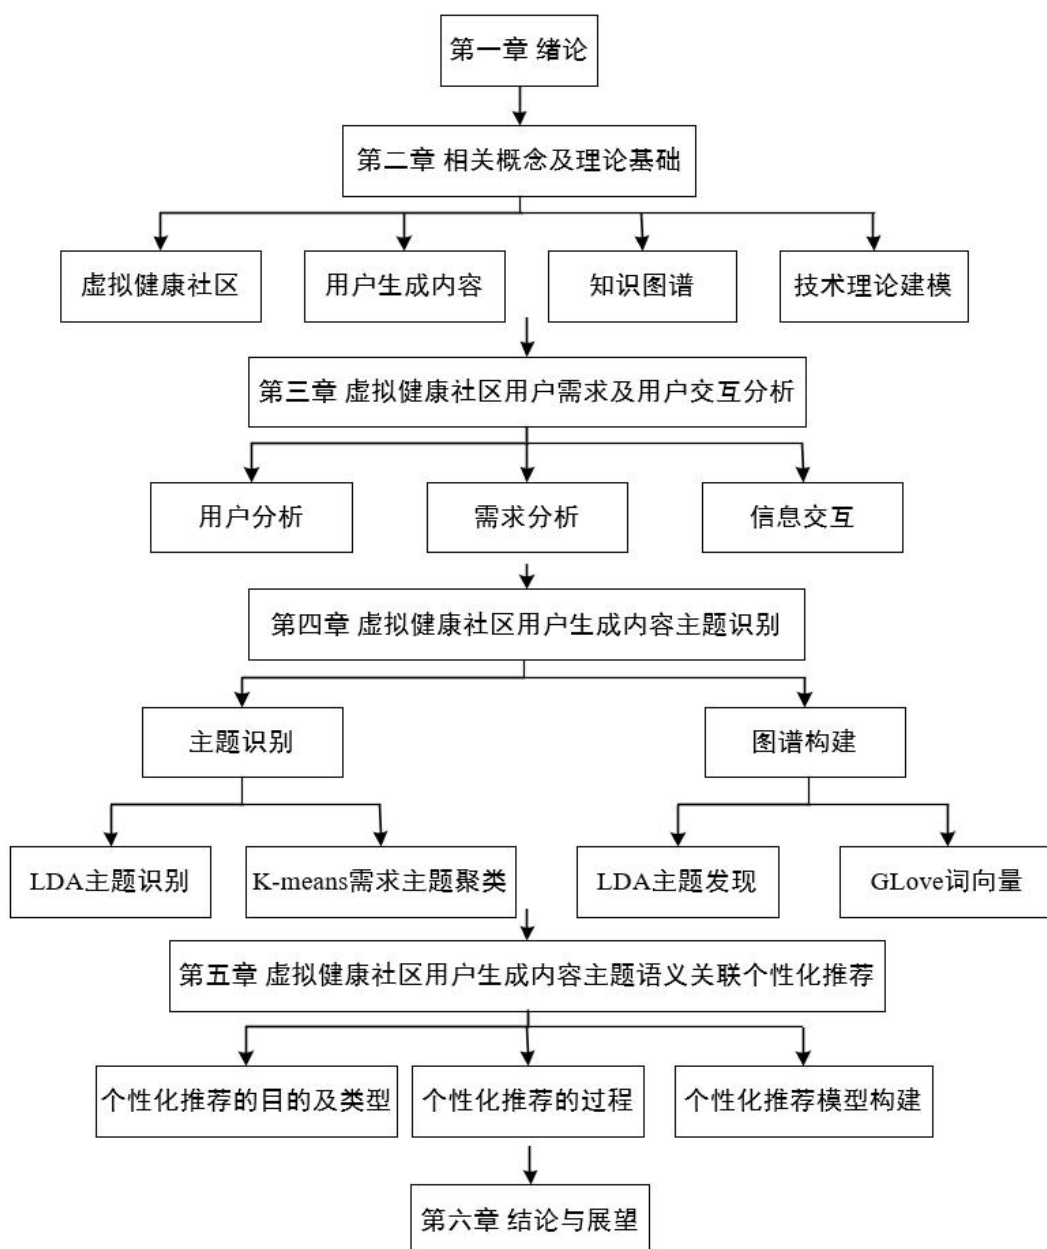 第一章 绪论
第二章 相关概念及理论基础
虚拟健康社区
用户生成内容
知识图谱
技术理论建模
第三章 虚拟健康社区用户需求及用户交互分析
用户分析
需求分析
信息交互
第四章 虚拟健康社区用户生成内容主题识别
主题识别
图谱构建
LDA主题识别
K-means需求主题聚类
LDA主题发现
GLove词向量
第五章 虚拟健康社区用户生成内容主题语义关联个性化推荐
个性化推荐的目的及类型
个性化推荐的过程
个性化推荐模型构建
第六章 结论与展望